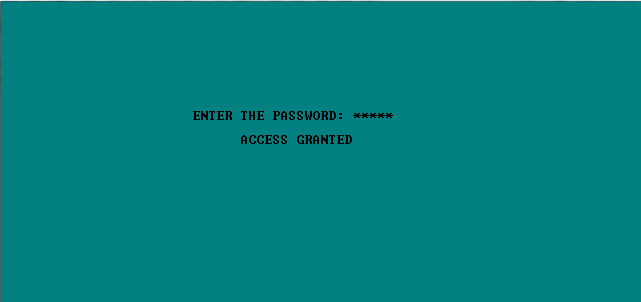 ENTER THE PASSWORD: *****
ACCESS GRANTED